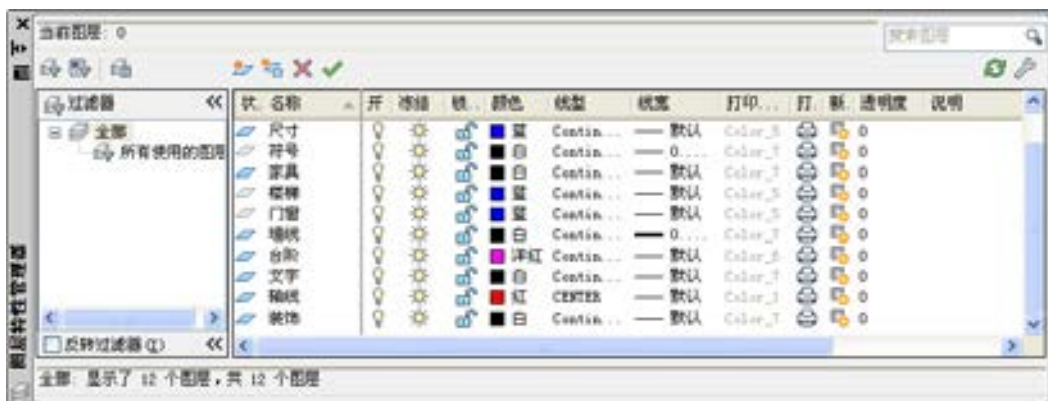 当前图层: 0
搜索图层
过滤器
全部
所有使用的图层
反转过滤器(I)
状. 名称 开 冻结 锁.. 颜色 线型 线宽 打印... 打. 新. 透明度 说明
尺寸 蓝 Contin... 默认 Color_5 0
符号 白 Contin... 0.... Color_7 0
家具 白 Contin... 默认 Color_7 0
楼梯 蓝 Contin... 默认 Color_5 0
门窗 蓝 Contin... 默认 Color_5 0
墙线 白 Contin... 0.... Color_7 0
台阶 洋红 Contin... 默认 Color_6 0
文字 白 Contin... 默认 Color_7 0
轴线 红 CENTER 默认 Color_1 0
装饰 白 Contin... 默认 Color_7 0
全部: 显示了 12 个图层，共 12 个图层
图层特性管理器